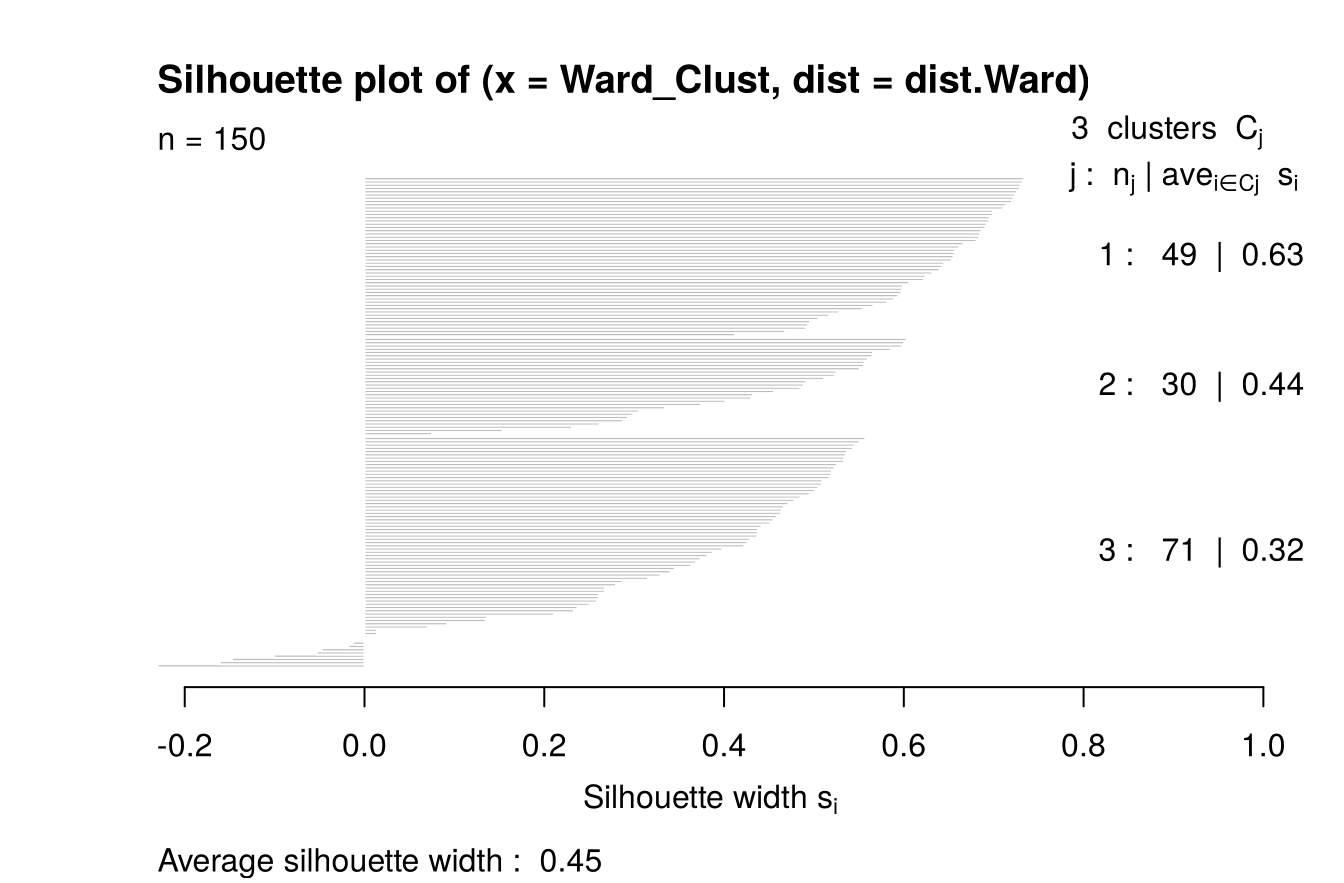 Silhouette plot of (x = Ward_Clust, dist = dist.Ward)
n = 150
3 clusters Cj
j : nj | avei∈Cj si
1 : 49 | 0.63
2 : 30 | 0.44
3 : 71 | 0.32
-0.2 0.0 0.2 0.4 0.6 0.8 1.0
Silhouette width si
Average silhouette width : 0.45